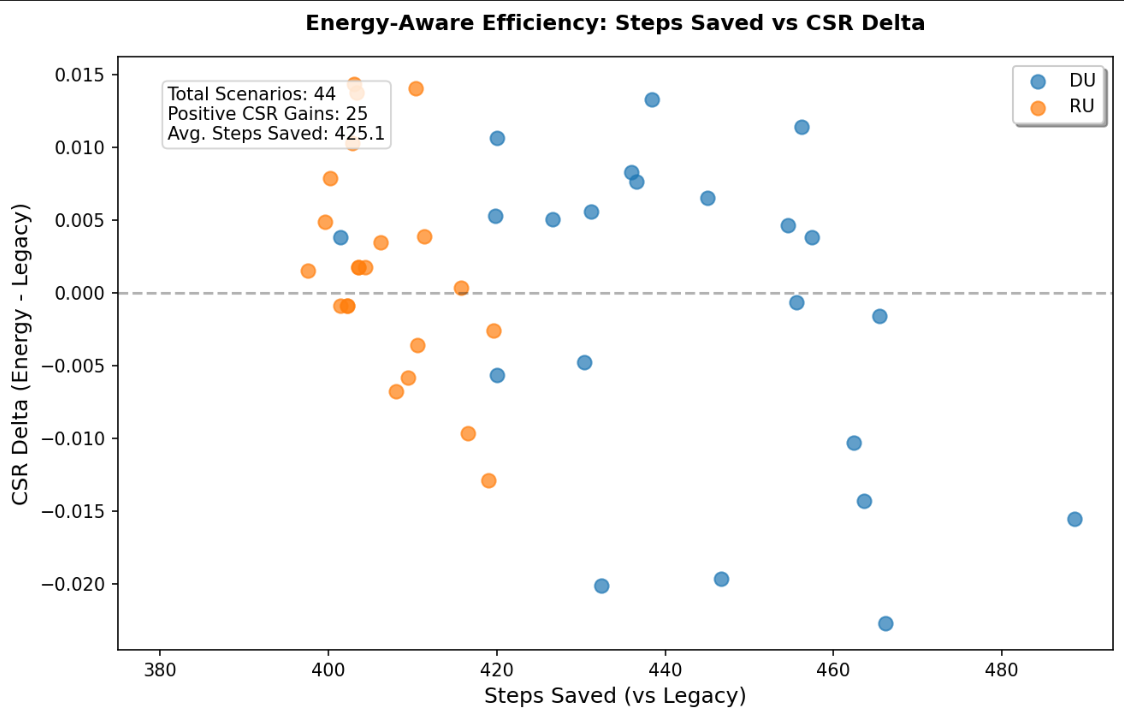 Energy-Aware Efficiency: Steps Saved vs CSR Delta
CSR Delta (Energy - Legacy)
0.015
0.010
0.005
0.000
−0.005
−0.010
−0.015
−0.020
Total Scenarios: 44
Positive CSR Gains: 25
Avg. Steps Saved: 425.1
DU
RU
380
400
420
440
460
480
Steps Saved (vs Legacy)